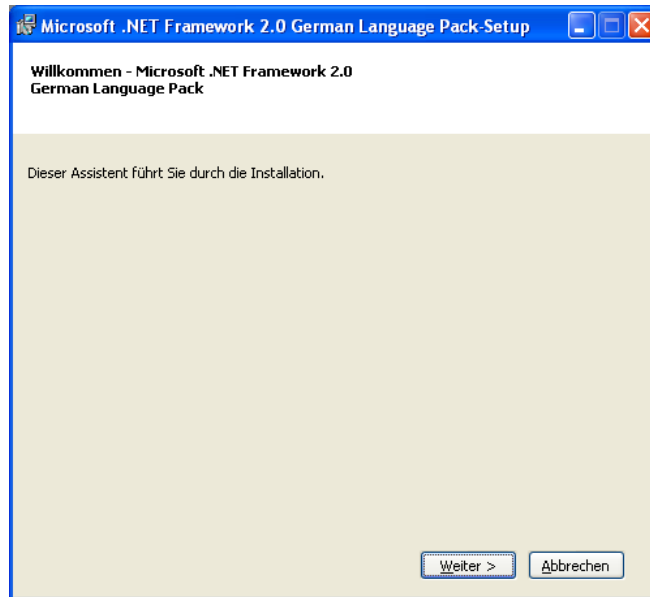 Microsoft .NET Framework 2.0 German Language Pack-Setup
Willkommen - Microsoft .NET Framework 2.0
German Language Pack
Dieser Assistent führt Sie durch die Installation.
Weiter >
Abbrechen